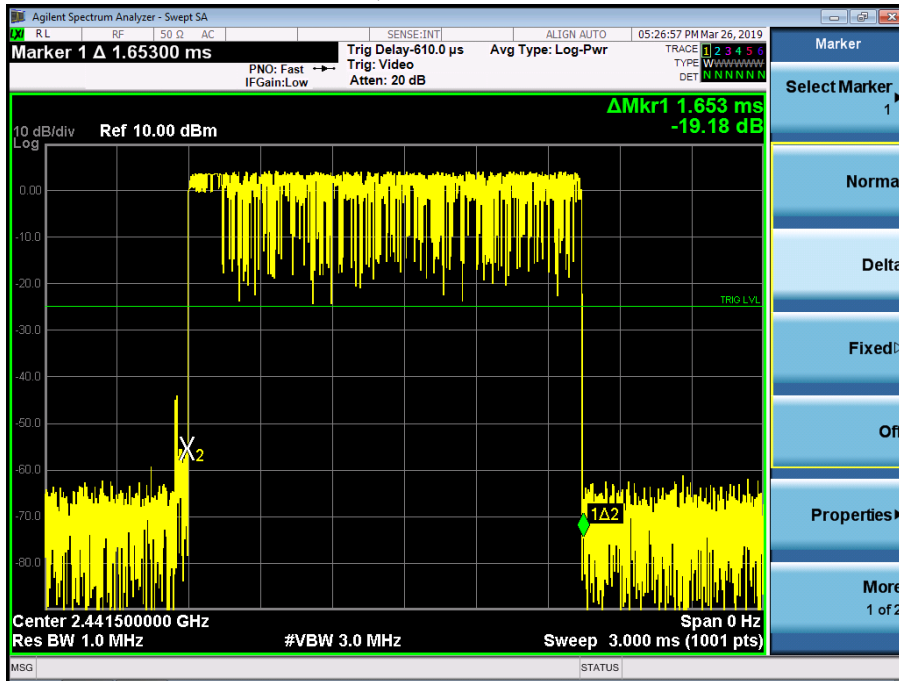 Agilent Spectrum Analyzer - Swept SA
LXI RL RF 50 Ω AC SENSE:INT ALIGN AUTO 05:26:57 PM Mar 26, 2019
Marker 1 Δ 1.65300 ms
PNO: Fast
IFGain:Low
Trig Delay-610.0 µs
Trig: Video
Atten: 20 dB
Avg Type: Log-Pwr
TRACE 1 2 3 4 5 6
TYPE WWWWWW
DET N N N N N N
ΔMkr1 1.653 ms
-19.18 dB
10 dB/div Ref 10.00 dBm
Log
0.00
-10.0
-20.0
TRIG LVL
-30.0
-40.0
-50.0
2
-60.0
-70.0
1Δ2
-80.0
Center 2.441500000 GHz Span 0 Hz
Res BW 1.0 MHz #VBW 3.0 MHz Sweep 3.000 ms (1001 pts)
MSG STATUS
Marker
Select Marker
1
Norma
Delta
Fixed
Off
Properties
More
1 of 2